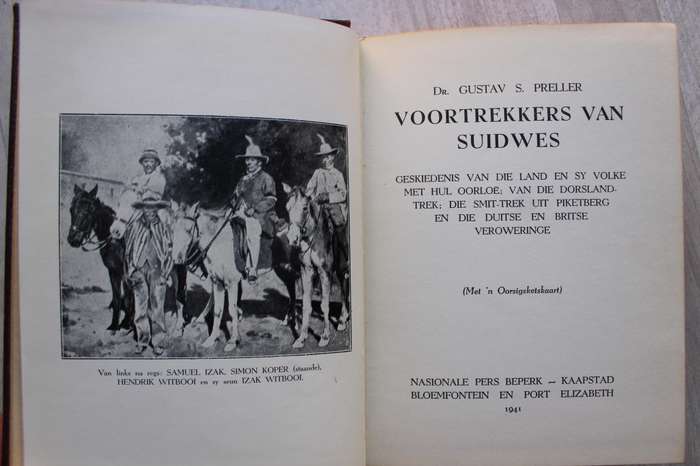 Van links na regs: SAMUEL IZAK, SIMON KOPER (staande),
HENDRIK WITBOOI en sy seun IZAK WITBOOI.
DR. GUSTAV S. PRELLER
VOORTREKKERS VAN
SUIDWES
GESKIEDENIS VAN DIE LAND EN SY VOLKE
MET HUL OORLOË; VAN DIE DORSLAND-
TREK; DIE SMIT-TREK UIT PIKETBERG
EN DIE DUITSE EN BRITSE
VEROWERINGE
(Met 'n Oorsigsketskaart)
NASIONALE PERS BEPERK — KAAPSTAD
BLOEMFONTEIN EN PORT ELIZABETH
1941